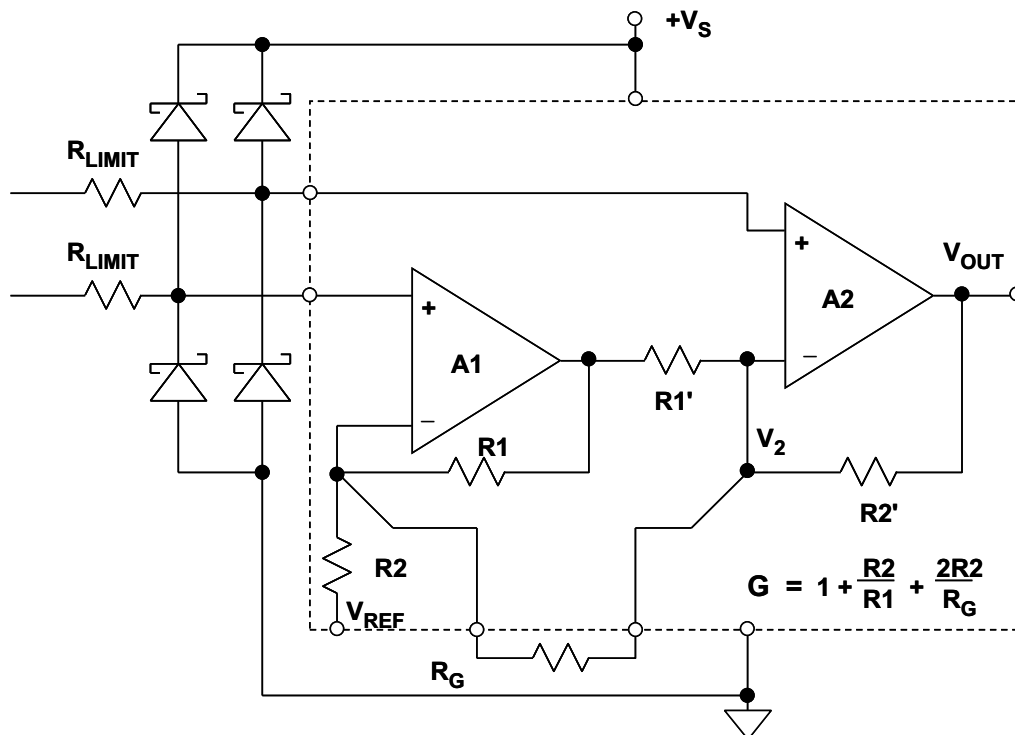 +VS
RLIMIT
RLIMIT
+
A1
−
+
A2
−
VOUT
R1'
R1
V2
R2'
R2
VREF
G = 1 + R2/R1 + 2R2/RG
RG